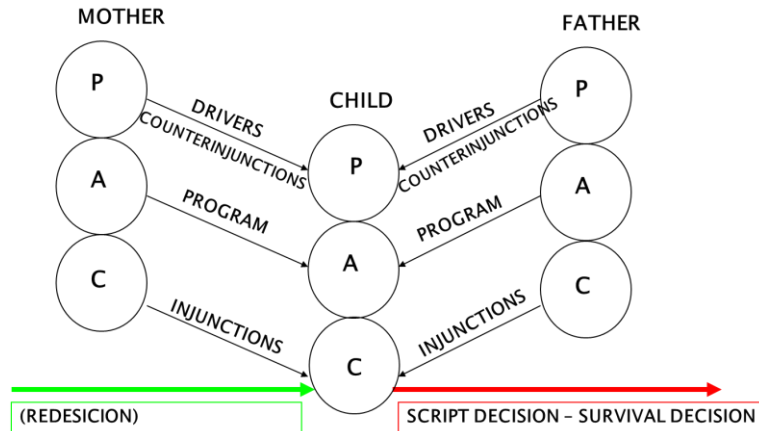 MOTHER
FATHER
CHILD
P
P
P
DRIVERS
COUNTERINJUNCTIONS
DRIVERS
COUNTERINJUNCTIONS
A
A
A
PROGRAM
PROGRAM
C
C
C
INJUNCTIONS
INJUNCTIONS
(REDESICION)
SCRIPT DECISION – SURVIVAL DECISION